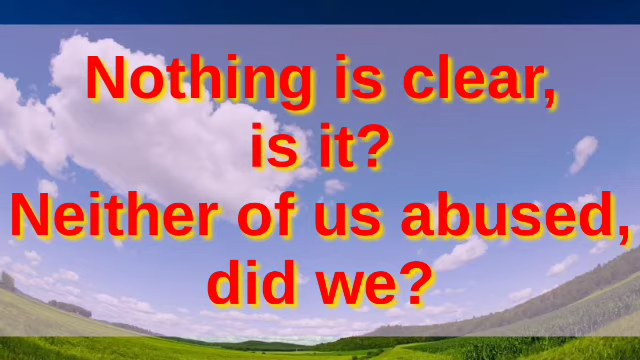 Nothing is clear,
is it?
Neither of us abused,
did we?